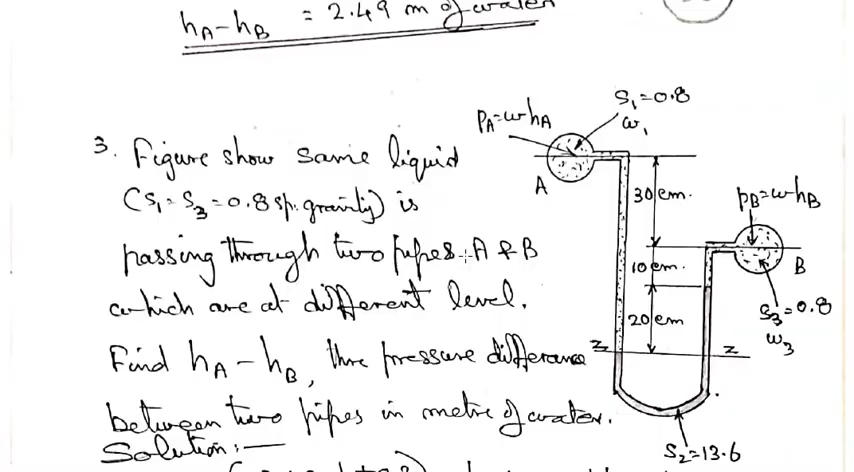 hA-hB = 2.49 m of water
3. Figure show same liquid
(S1=S3=0.8 sp. gravity) is
passing through two pipes A & B
which are at different level.
Find hA-hB, the pressure difference
between two pipes in metre of water.
Solution:—
PA=whA
S1=0.8
w1
A
30 cm.
PB=whB
B
10 cm.
S3=0.8
w3
20 cm
Z
Z
S2=13.6